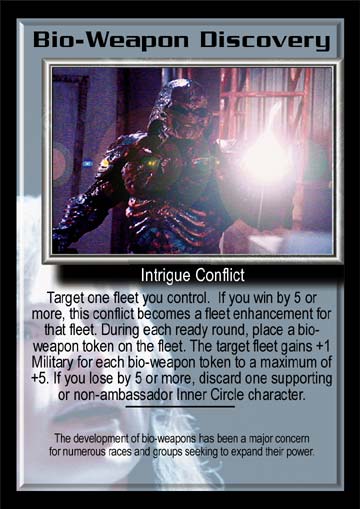 Bio-Weapon Discovery
Intrigue Conflict
Target one fleet you control. If you win by 5 or
more, this conflict becomes a fleet enhancement for
that fleet. During each ready round, place a bio-
weapon token on the fleet. The target fleet gains +1
Military for each bio-weapon token to a maximum of
+5. If you lose by 5 or more, discard one supporting
or non-ambassador Inner Circle character.
The development of bio-weapons has been a major concern
for numerous races and groups seeking to expand their power.